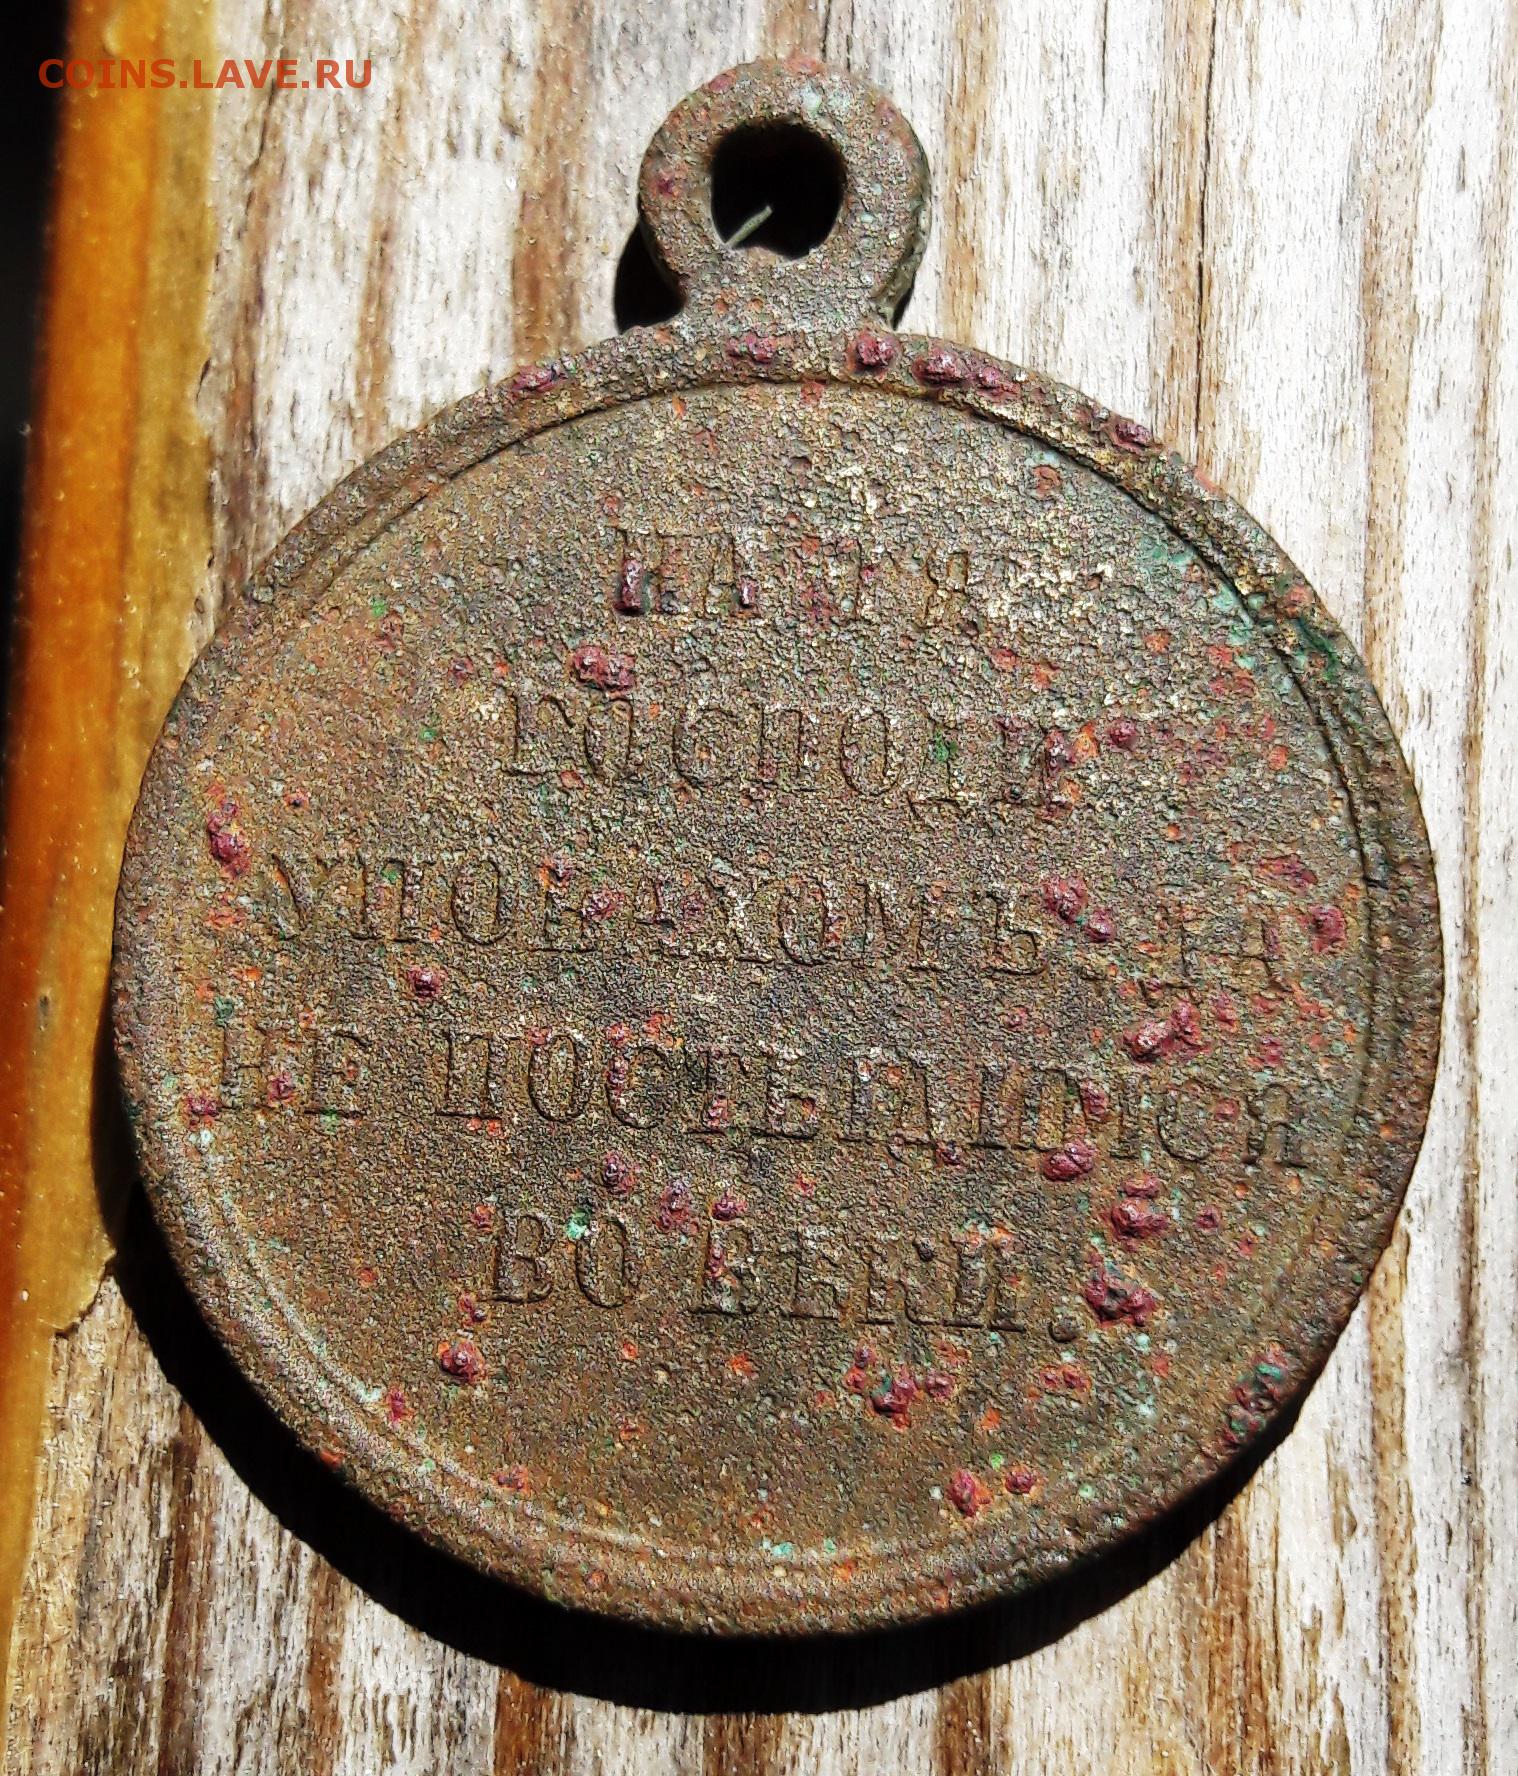 COINS.LAVE.RU
НА ТЯ
ГОСПОДИ
УПОВАХОМЪ, ДА
НЕ ПОСТЫДИМСЯ
ВО ВЕКИ.